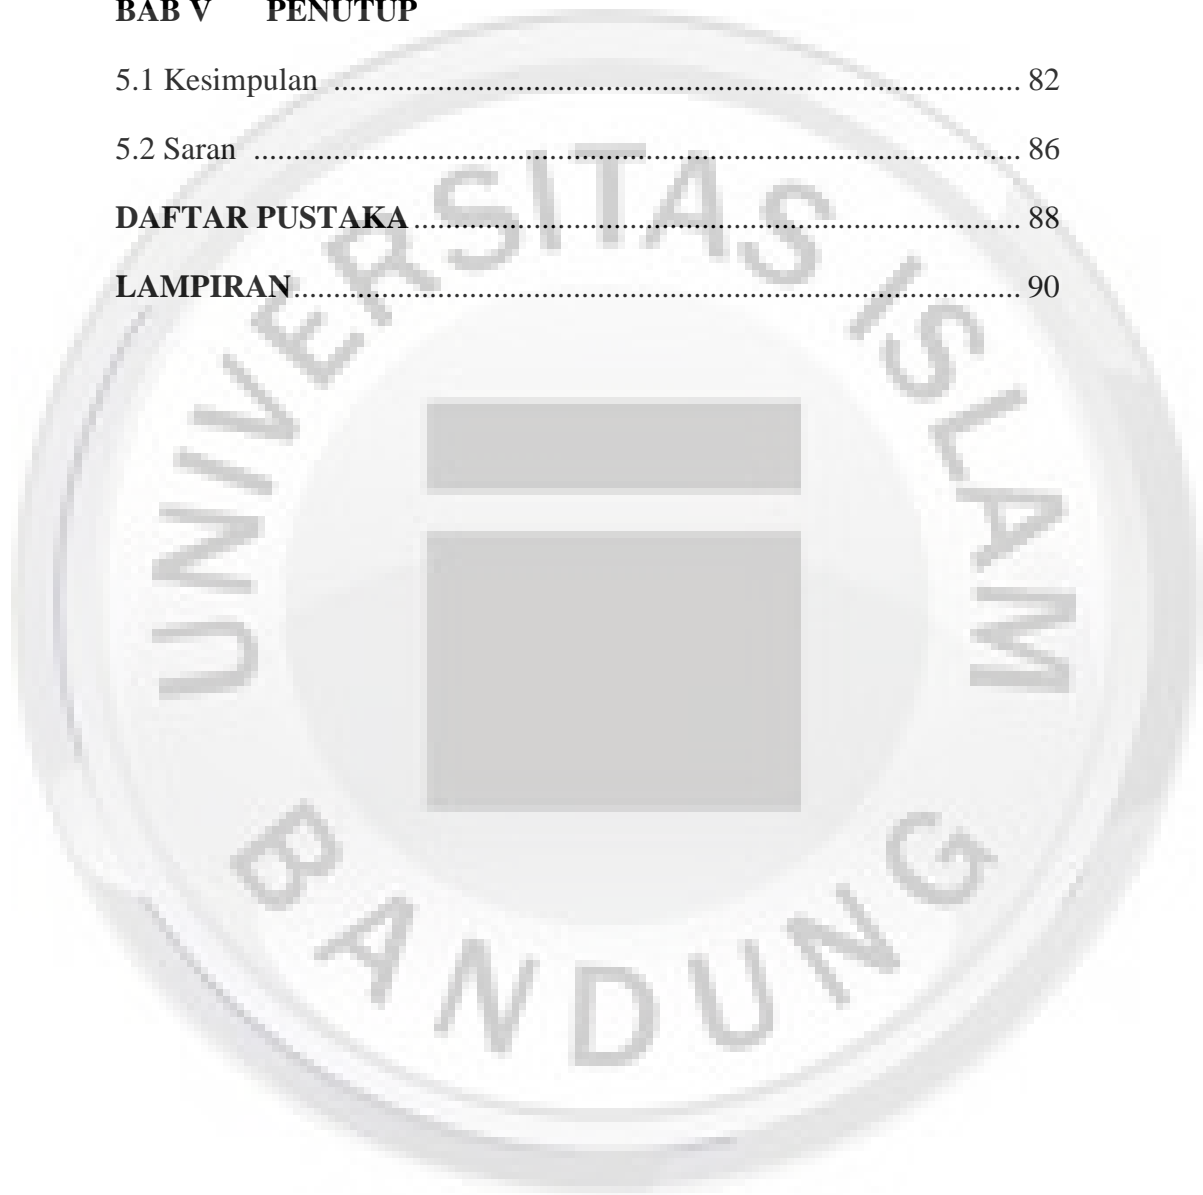 BAB V PENUTUP
5.1 Kesimpulan ........................................................................................ 82
5.2 Saran .................................................................................................. 86
DAFTAR PUSTAKA ............................................................................. 88
LAMPIRAN ............................................................................................ 90
UNIVERSITAS ISLAM
BANDUNG